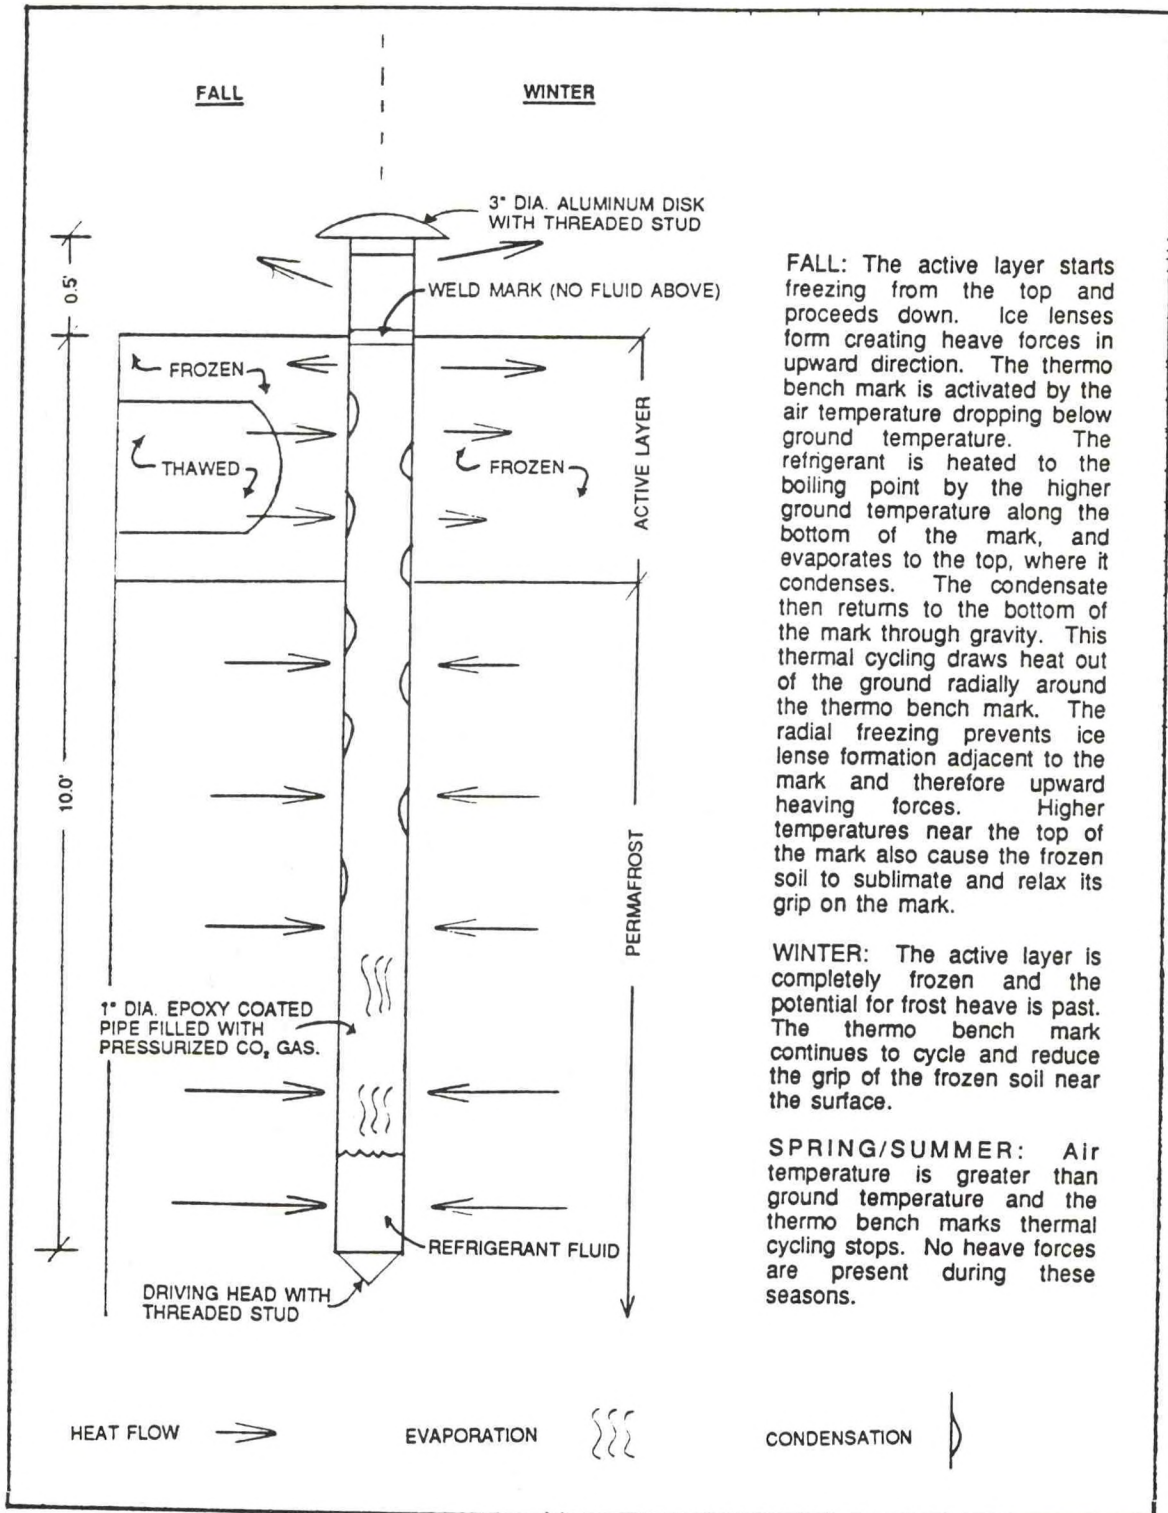 FALL
WINTER
3" DIA. ALUMINUM DISK
WITH THREADED STUD
0.5'
WELD MARK (NO FLUID ABOVE)
FROZEN
THAWED
FROZEN
ACTIVE LAYER
10.0'
PERMAFROST
1" DIA. EPOXY COATED
PIPE FILLED WITH
PRESSURIZED CO₂ GAS.
REFRIGERANT FLUID
DRIVING HEAD WITH
THREADED STUD
FALL: The active layer starts
freezing from the top and
proceeds down. Ice lenses
form creating heave forces in
upward direction. The thermo
bench mark is activated by the
air temperature dropping below
ground temperature. The
refrigerant is heated to the
boiling point by the higher
ground temperature along the
bottom of the mark, and
evaporates to the top, where it
condenses. The condensate
then returns to the bottom of
the mark through gravity. This
thermal cycling draws heat out
of the ground radially around
the thermo bench mark. The
radial freezing prevents ice
lense formation adjacent to the
mark and therefore upward
heaving forces. Higher
temperatures near the top of
the mark also cause the frozen
soil to sublimate and relax its
grip on the mark.
WINTER: The active layer is
completely frozen and the
potential for frost heave is past.
The thermo bench mark
continues to cycle and reduce
the grip of the frozen soil near
the surface.
SPRING/SUMMER: Air
temperature is greater than
ground temperature and the
thermo bench marks thermal
cycling stops. No heave forces
are present during these
seasons.
HEAT FLOW
EVAPORATION
CONDENSATION